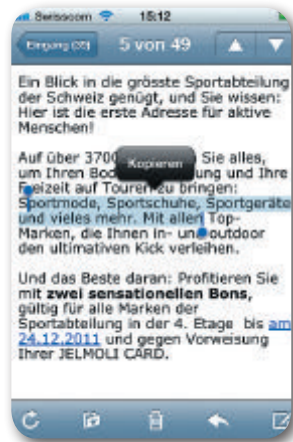 Swisscom 15:12
Eingang (35) 5 von 49
Ein Blick in die grösste Sportabteilung
der Schweiz genügt, und Sie wissen:
Hier ist die erste Adresse für aktive
Menschen!
Auf über 370 Kopieren Sie alles,
um Ihren Bo ung und Ihre
Freizeit auf Touren zu bringen:
Sportmode, Sportschuhe, Sportgeräte
und vieles mehr. Mit allen Top-
Marken, die Ihnen in- und outdoor
den ultimativen Kick verleihen.
Und das Beste daran: Profitieren Sie
mit zwei sensationellen Bons,
gültig für alle Marken der
Sportabteilung in der 4. Etage bis am
24.12.2011 und gegen Vorweisung
Ihrer JELMOLI CARD.